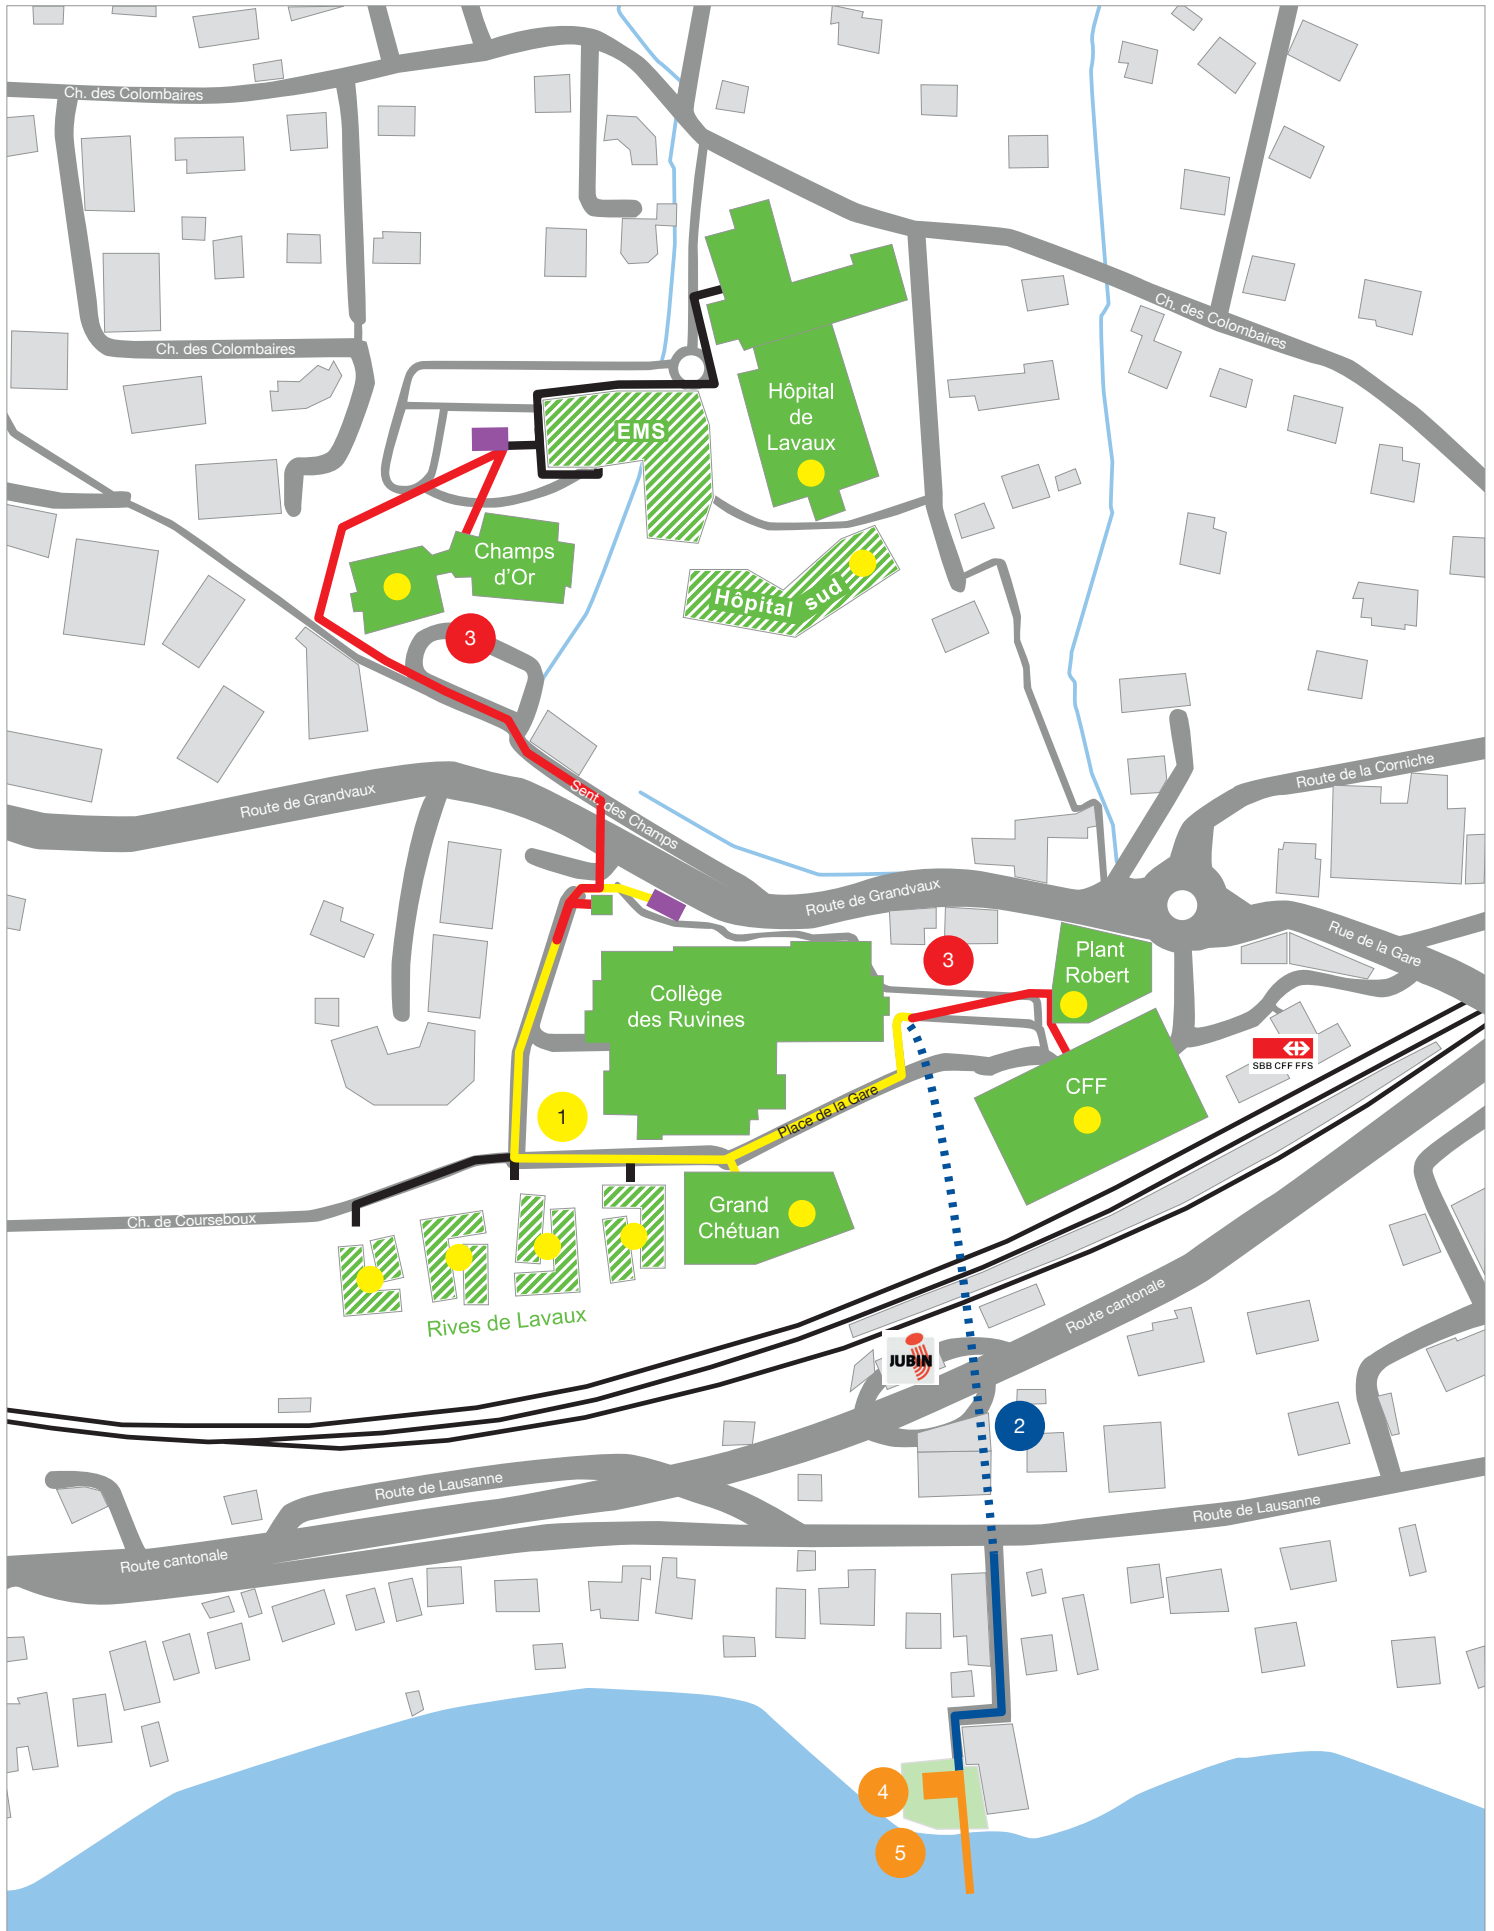 Ch. des Colombaires
Ch. des Colombaires
Ch. des Colombaires
Hôpital
de
Lavaux
EMS
Champs
d'Or
Hôpital sud
3
Route de Grandvaux
Sent. des Champs
Route de la Corniche
Route de Grandvaux
Rue de la Gare
Plant
Robert
3
Collège
des Ruvines
SBB CFF FFS
CFF
1
Place de la Gare
Ch. de Courseboux
Grand
Chétuan
Rives de Lavaux
Route cantonale
JUBIN
2
Route de Lausanne
Route de Lausanne
Route cantonale
4
5